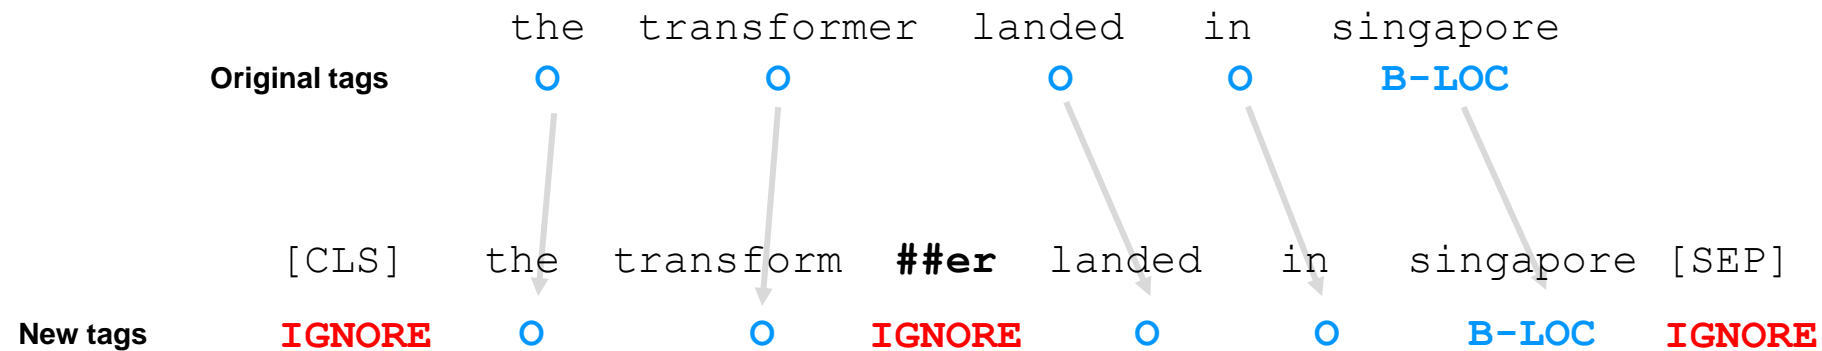 the transformer landed in singapore
Original tags O O O O B-LOC
[CLS] the transform ##er landed in singapore [SEP]
New tags IGNORE O O IGNORE O O B-LOC IGNORE